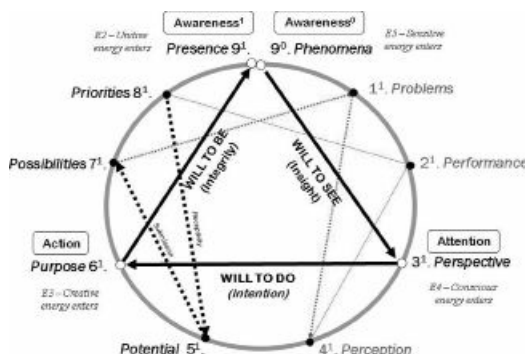 Awareness¹ Awareness⁰
E2 – Unitive
energy enters
E5 – Sensitive
energy enters
Presence 9¹. 9⁰. Phenomena
Priorities 8¹. 1¹. Problems
Possibilities 7¹. 2¹. Performance
WILL TO BE
(Integrity)
WILL TO SEE
(Insight)
Action Attention
Purpose 6¹. 3¹. Perspective
WILL TO DO
(Intention)
E3 – Creative
energy enters
E4 – Conscious
energy enters
Potential 5¹. 4¹. Perception